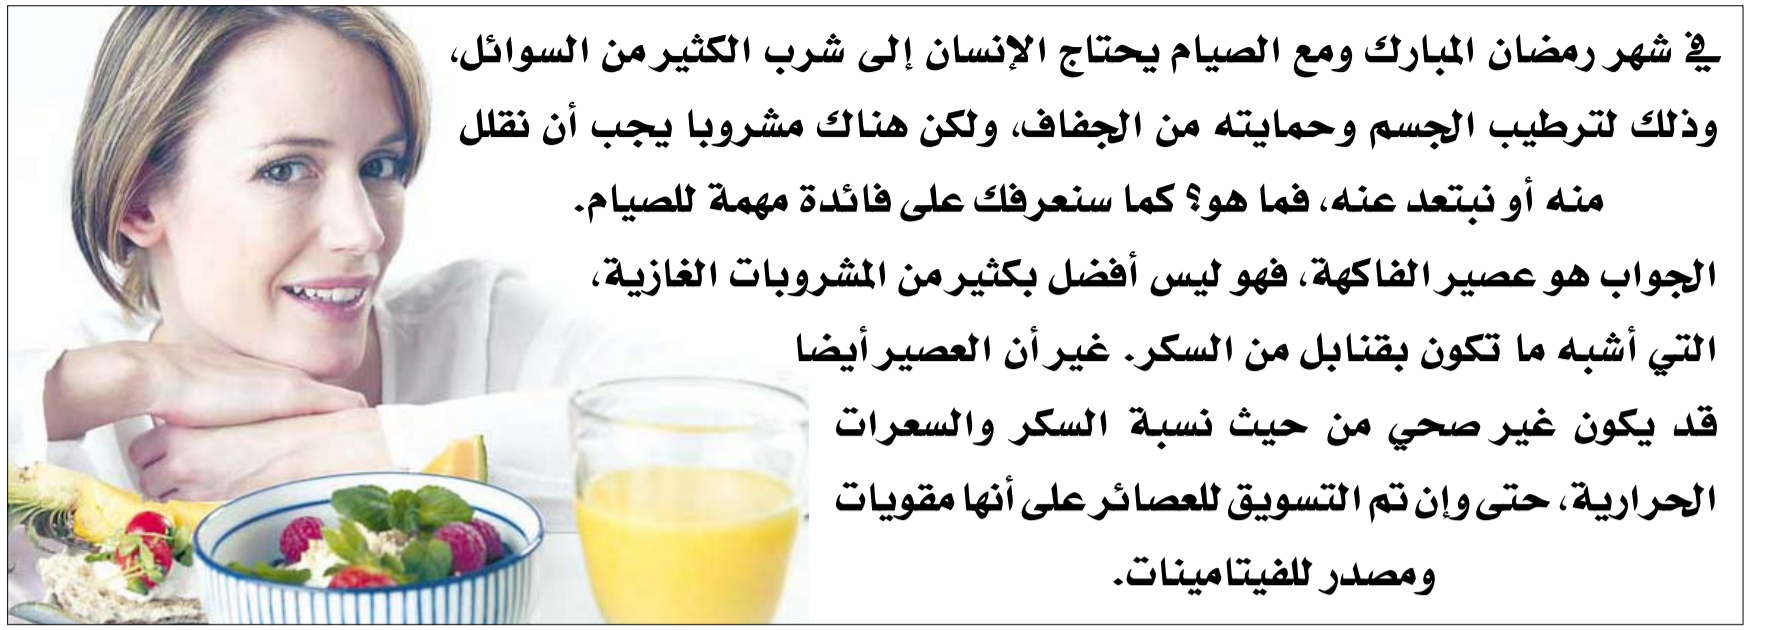 في شهر رمضان المبارك ومع الصيام يحتاج الإنسان إلى شرب الكثير من السوائل،
وذلك لترطيب الجسم وحمايته من الجفاف، ولكن هناك مشروبا يجب أن نقلل
منه أو نبتعد عنه، فما هو؟ كما سنعرفك على فائدة مهمة للصيام.
الجواب هو عصير الفاكهة، فهو ليس أفضل بكثير من المشروبات الغازية،
التي أشبه ما تكون بقنابل من السكر. غير أن العصير أيضا
قد يكون غير صحي من حيث نسبة السكر والسعرات
الحرارية، حتى وإن تم التسويق للعصائر على أنها مقويات
ومصدر للفيتامينات.